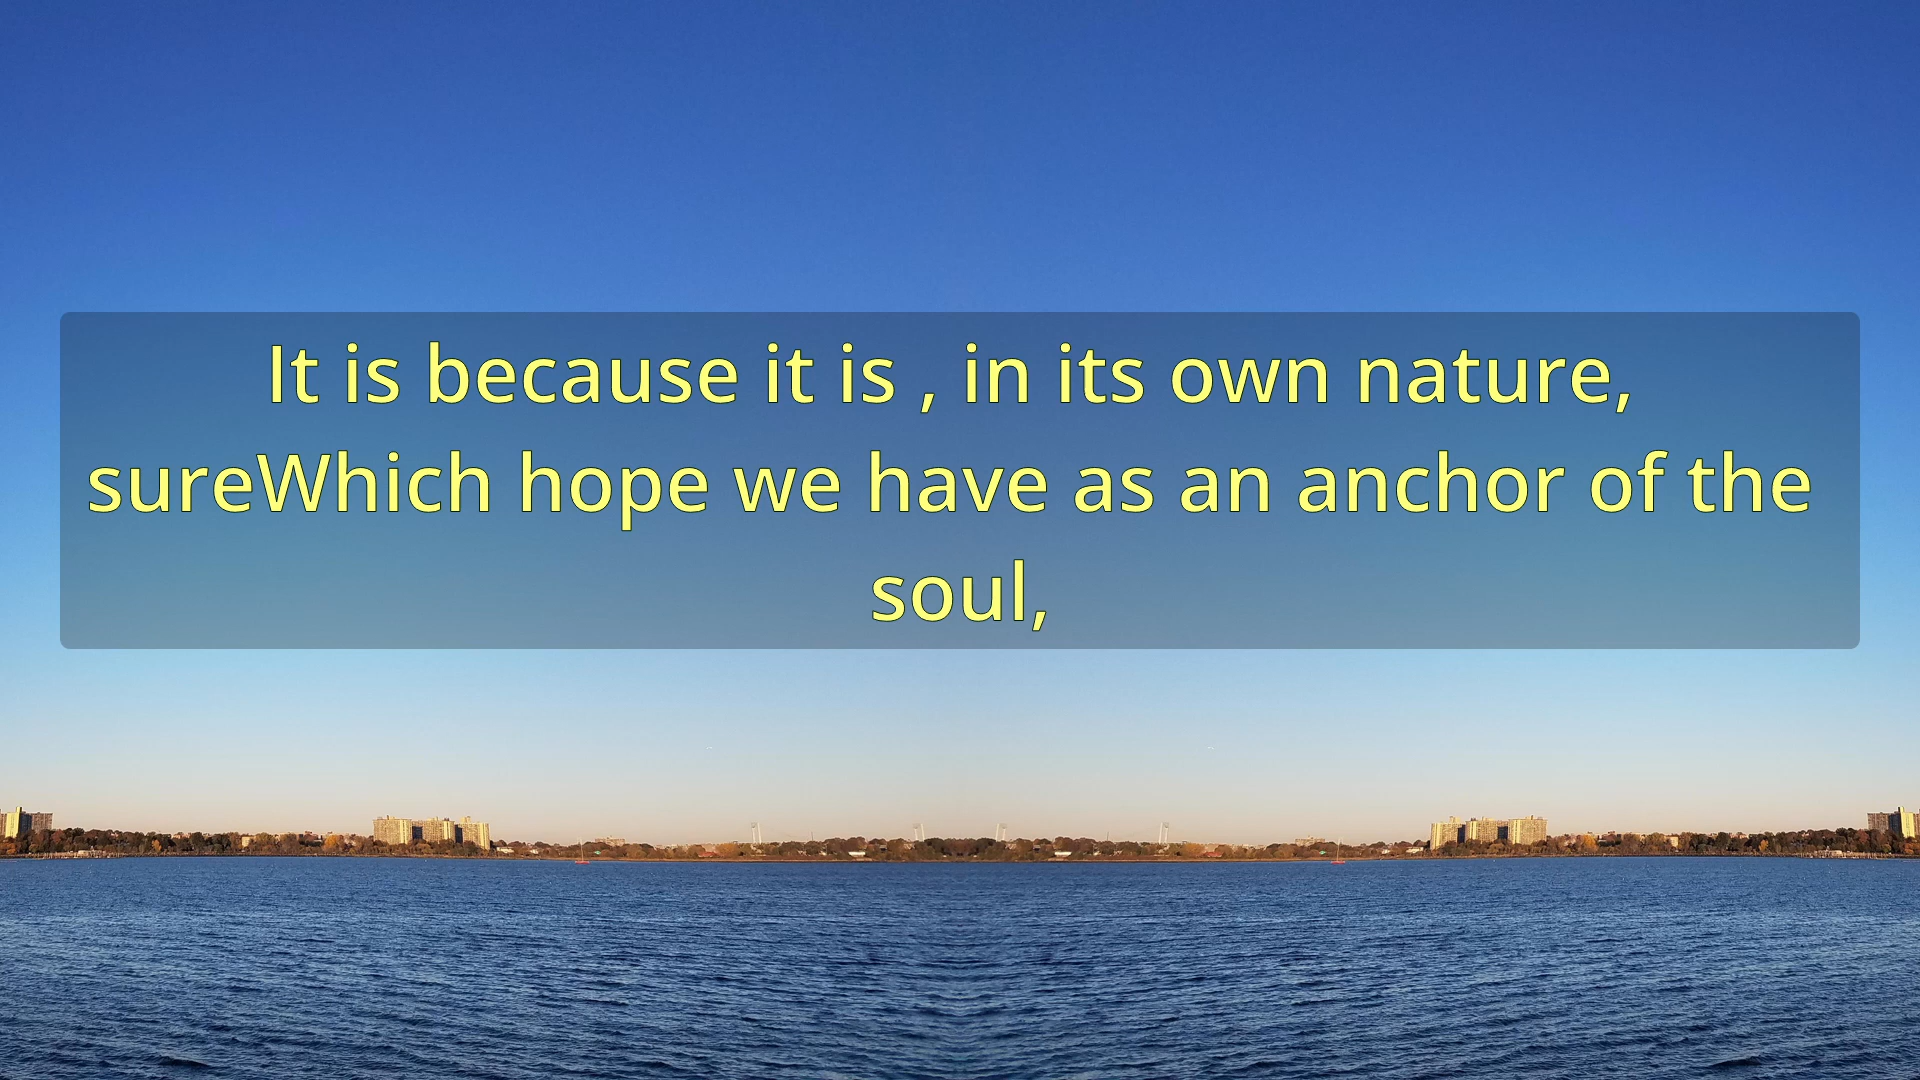 It is because it is , in its own nature,
sureWhich hope we have as an anchor of the
soul,